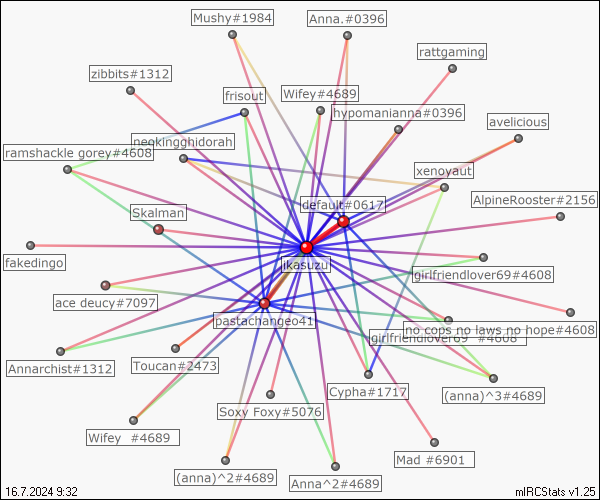 Mushy#1984
Anna.#0396
rattgaming
zibbits#1312
frisout
Wifey#4689
hypomanianna#0396
avelicious
neokingghidorah
ramshackle gorey#4608
xenoyaut
default#0617
AlpineRooster#2156
Skalman
fakedingo
jkasuzu
girlfriendlover69#4608
ace deucy#7097
pastachangeo41
no cops no laws no hope#4608
girlfriendlover69 #4608
Annarchist#1312
Toucan#2473
Cypha#1717
(anna)^3#4689
Soxy Foxy#5076
Wifey #4689
Mad #6901
(anna)^2#4689
Anna^2#4689
16.7.2024 9:32
mIRCStats v1.25